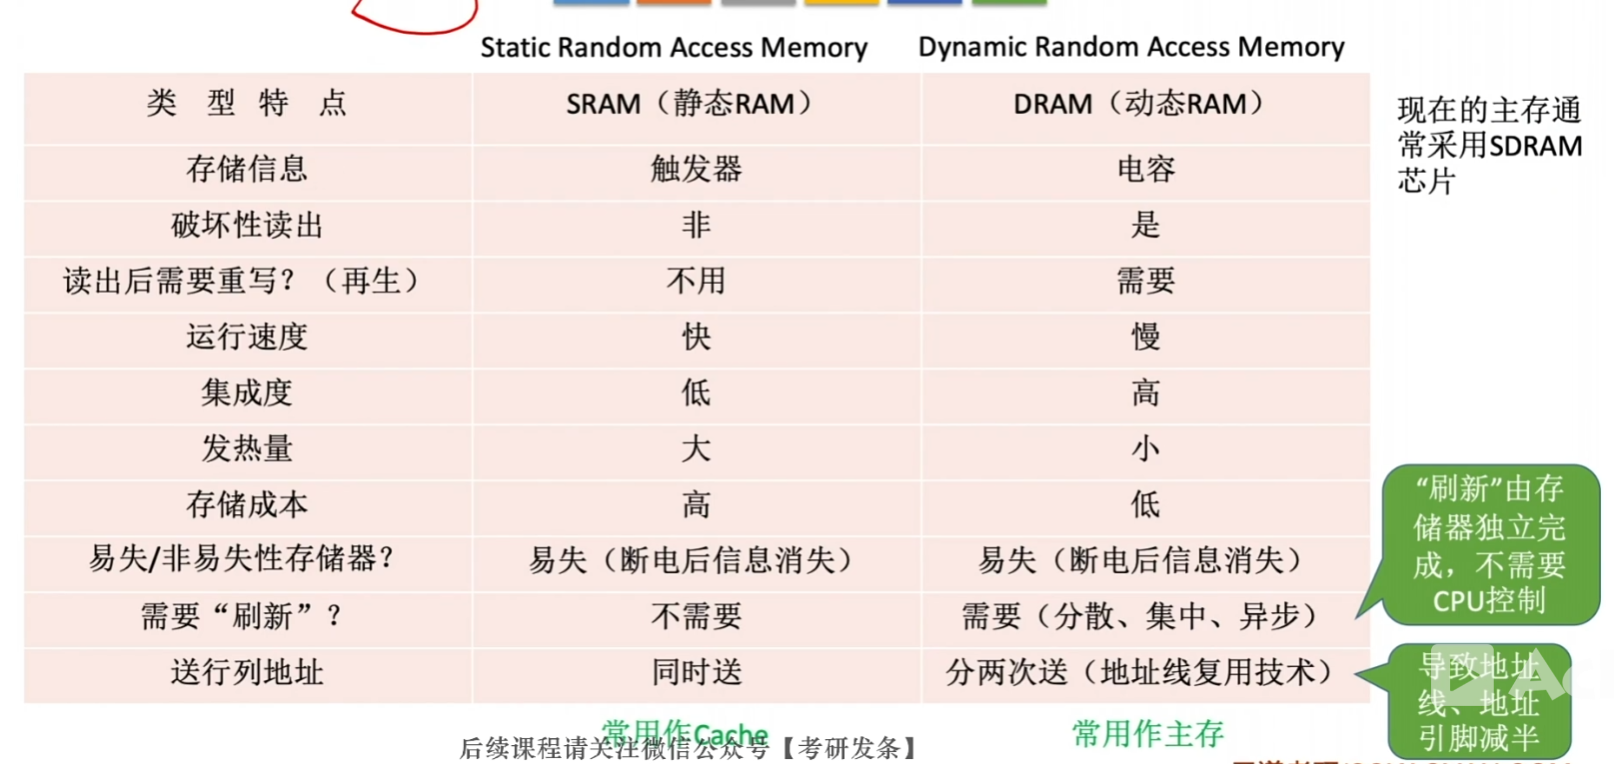 Static Random Access Memory
Dynamic Random Access Memory
类 型 特 点
SRAM（静态RAM）
DRAM（动态RAM）
现在的主存通
常采用SDRAM
芯片
存储信息
触发器
电容
破坏性读出
非
是
读出后需要重写？（再生）
不用
需要
运行速度
快
慢
集成度
低
高
发热量
大
小
存储成本
高
低
易失/非易失性存储器？
易失（断电后信息消失）
易失（断电后信息消失）
需要“刷新”？
不需要
需要（分散、集中、异步）
“刷新”由存
储器独立完
成，不需要
CPU控制
送行列地址
同时送
分两次送（地址线复用技术）
导致地址
线、地址
引脚减半
常用作Cache
常用作主存
后续课程请关注微信公众号【考研发条】